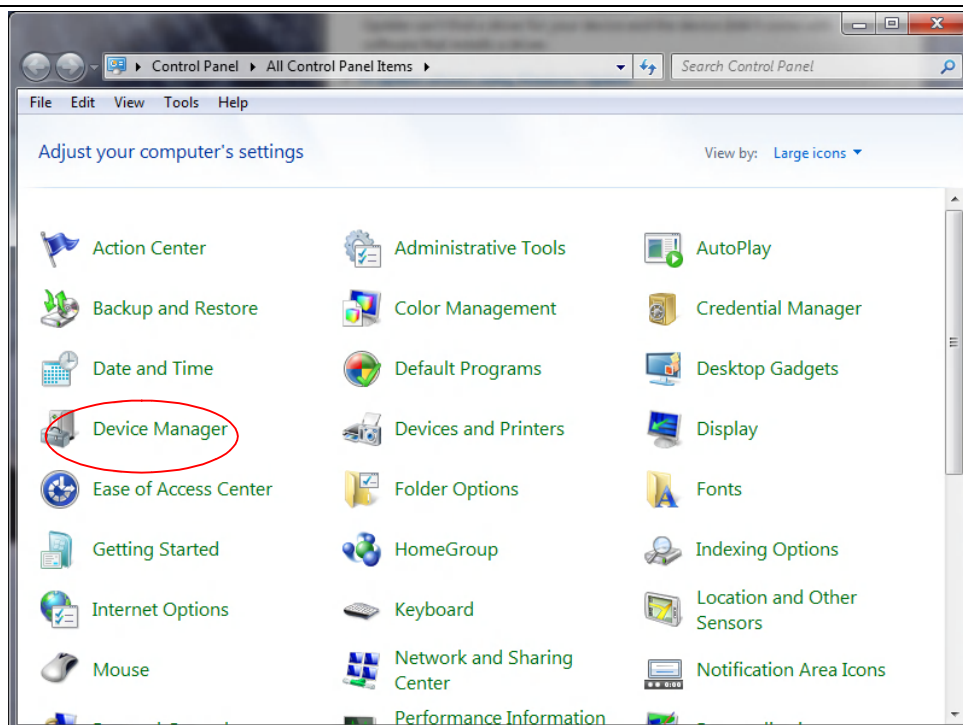 Control Panel ▸ All Control Panel Items ▸
Search Control Panel
File Edit View Tools Help
Adjust your computer's settings
View by: Large icons
Action Center
Administrative Tools
AutoPlay
Backup and Restore
Color Management
Credential Manager
Date and Time
Default Programs
Desktop Gadgets
Device Manager
Devices and Printers
Display
Ease of Access Center
Folder Options
Fonts
Getting Started
HomeGroup
Indexing Options
Internet Options
Keyboard
Location and Other
Sensors
Mouse
Network and Sharing
Center
Notification Area Icons
Performance Information